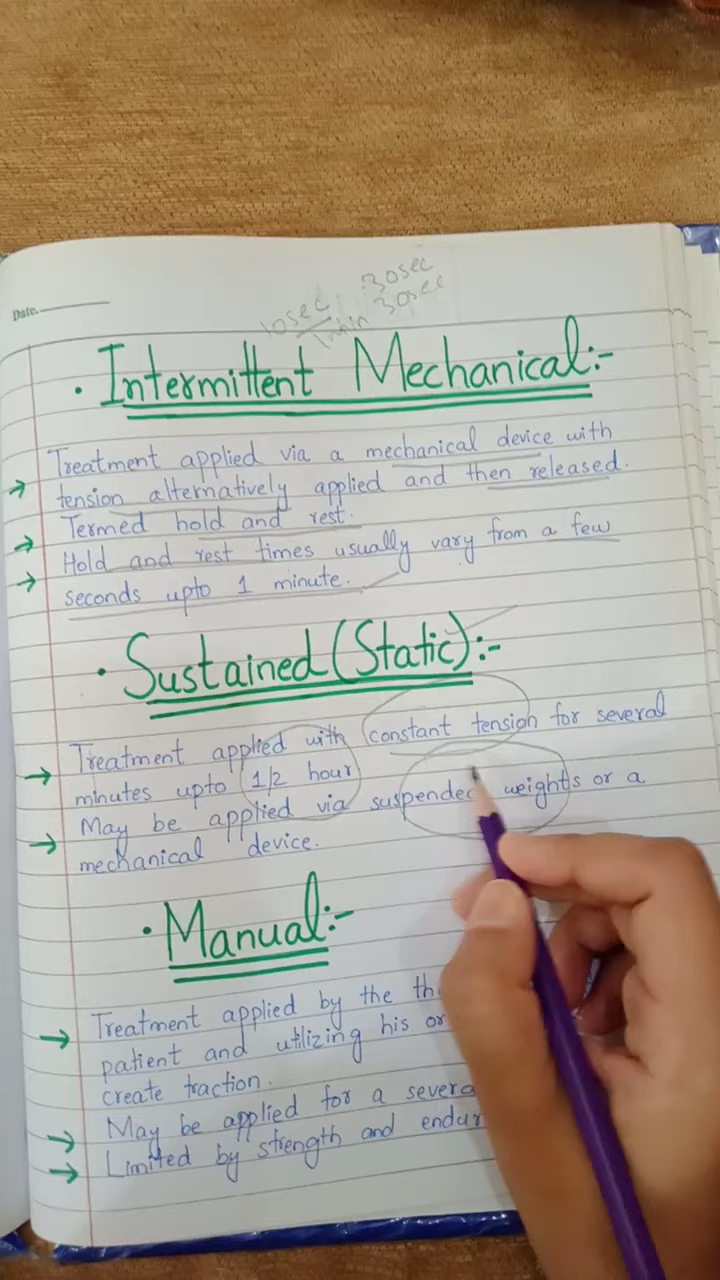 Date.
30sec
10sec 30sec
1min
• Intermittent Mechanical:-
→ Treatment applied via a mechanical device with
tension alternatively applied and then released.
→ Termed hold and rest.
→ Hold and rest times usually vary from a few
seconds upto 1 minute.
• Sustained (Static):-
→ Treatment applied with constant tension for several
minutes upto 1/2 hour
→ May be applied via suspended weights or a
mechanical device.
• Manual:-
→ Treatment applied by the
patient and utilizing his or
create traction.
→ May be applied for a
→ Limited by strength and